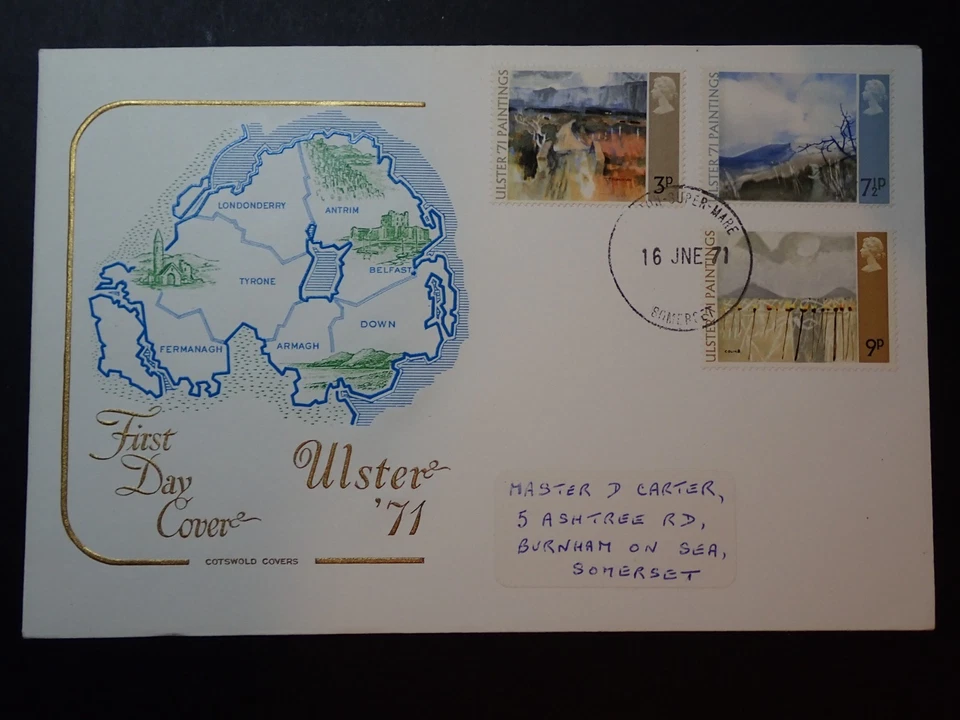 ULSTER '71 PAINTINGS
3P
ULSTER '71 PAINTINGS
7½P
ULSTER '71 PAINTINGS
9P
SUPER-MARE
16 JNE 71
SOMERSET
LONDONDERRY
ANTRIM
BELFAST
TYRONE
DOWN
ARMAGH
FERMANAGH
First
Day
Cover
Ulster
'71
COTSWOLD COVERS
MASTER D CARTER,
5 ASHTREE RD,
BURNHAM ON SEA,
SOMERSET